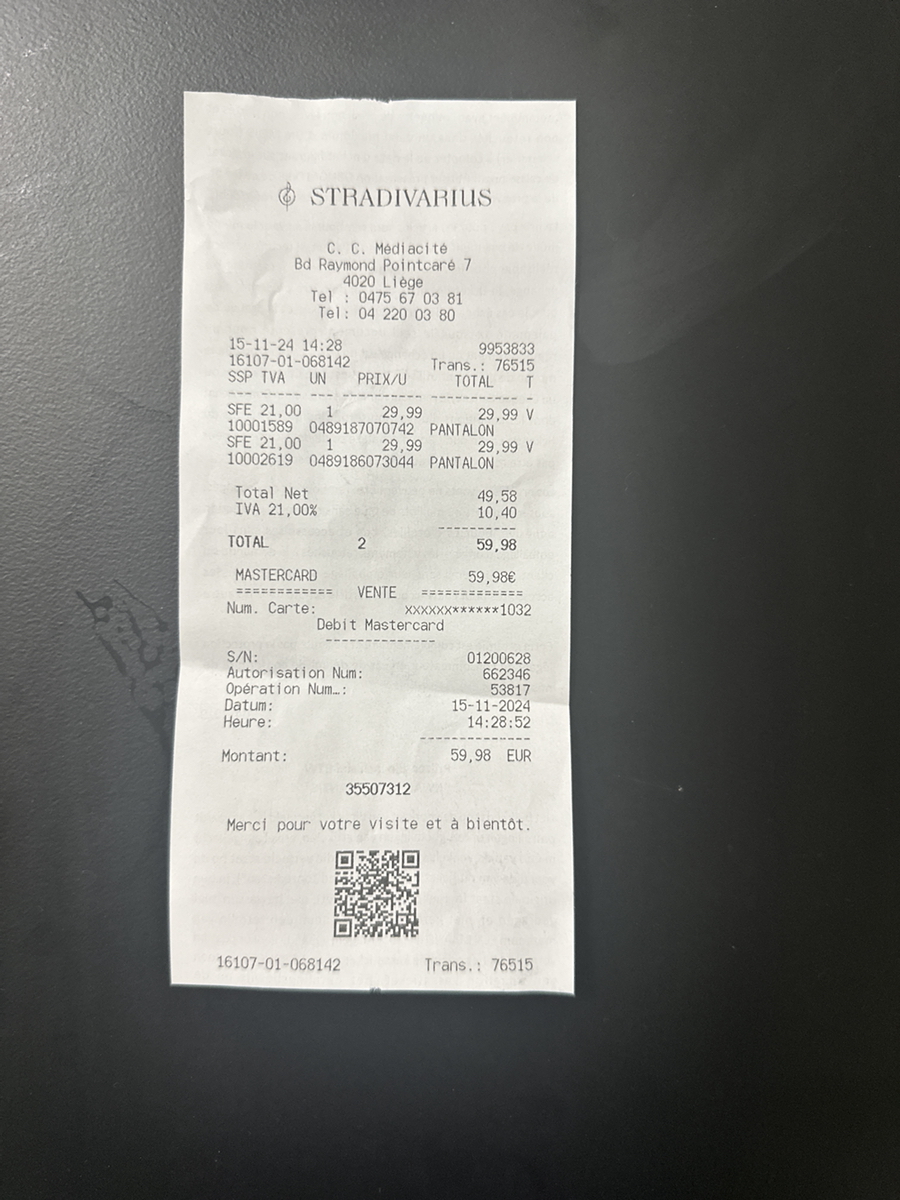 STRADIVARIUS
C. C. Médiacité
Bd Raymond Pointcaré 7
4020 Liège
Tel : 0475 67 03 81
Tel: 04 220 03 80
15-11-24 14:28 9953833
16107-01-068142 Trans.: 76515
SSP TVA UN PRIX/U TOTAL T
--- --- ----- --- ------------ ----------- -
SFE 21,00 1 29,99 29,99 V
10001589 0489187070742 PANTALON
SFE 21,00 1 29,99 29,99 V
10002619 0489186073044 PANTALON
Total Net 49,58
IVA 21,00% 10,40
----------
TOTAL 2 59,98
MASTERCARD 59,98€
============ VENTE =============
Num. Carte: XXXXXX******1032
Debit Mastercard
--------------
S/N: 01200628
Autorisation Num: 662346
Opération Num…: 53817
Datum: 15-11-2024
Heure: 14:28:52
--------------
Montant: 59,98 EUR
35507312
Merci pour votre visite et à bientôt.
16107-01-068142 Trans.: 76515